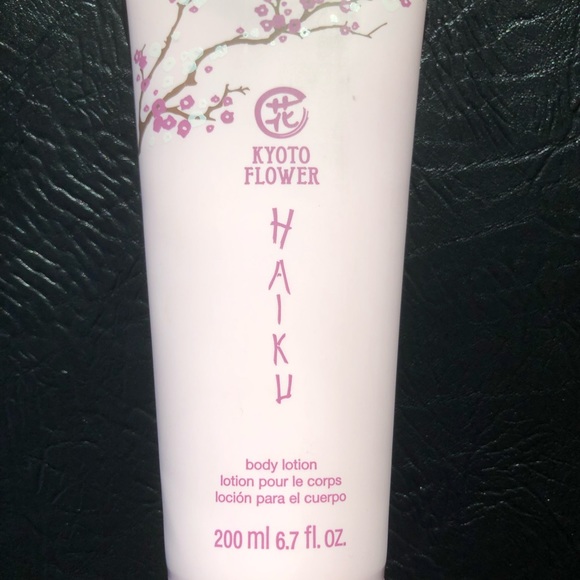 花
KYOTO
FLOWER
HAIKU
body lotion
lotion pour le corps
loción para el cuerpo
200 ml 6.7 fl. oz.